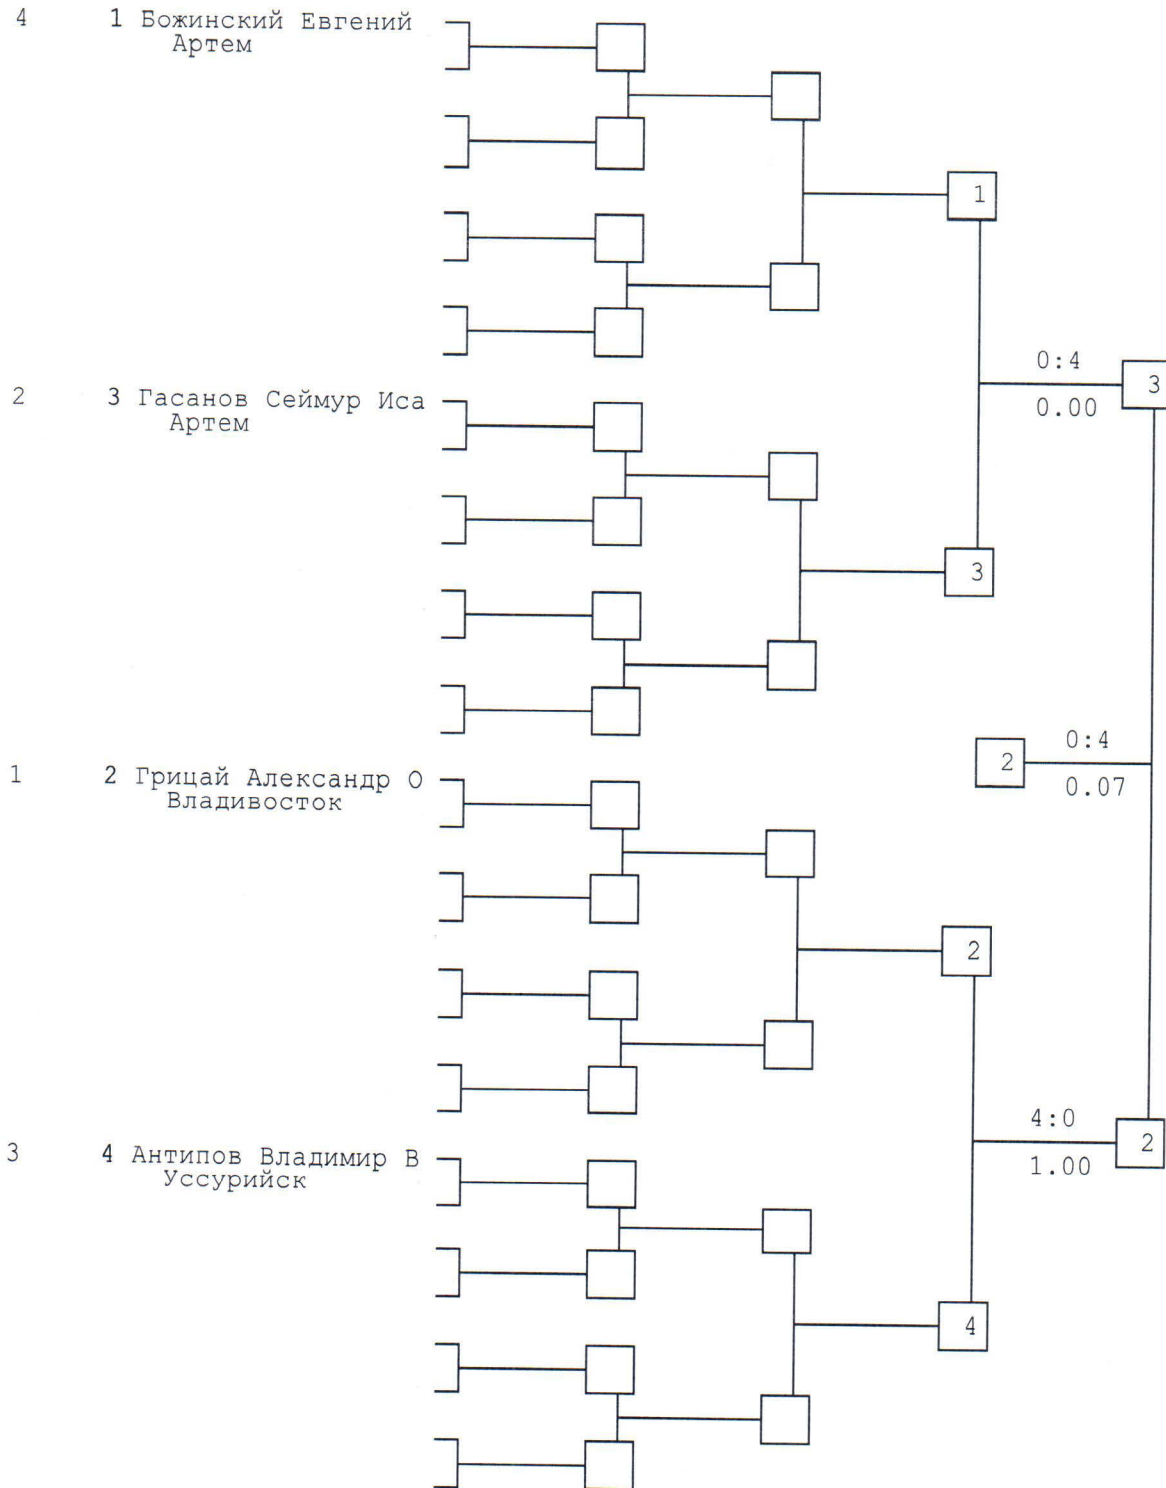 4 1 Божинский Евгений
Артем
1
0:4
3
0.00
2 3 Гасанов Сеймур Иса
Артем
3
0:4
2
0.07
1 2 Грицай Александр О
Владивосток
2
4:0
2
1.00
3 4 Антипов Владимир В
Уссурийск
4